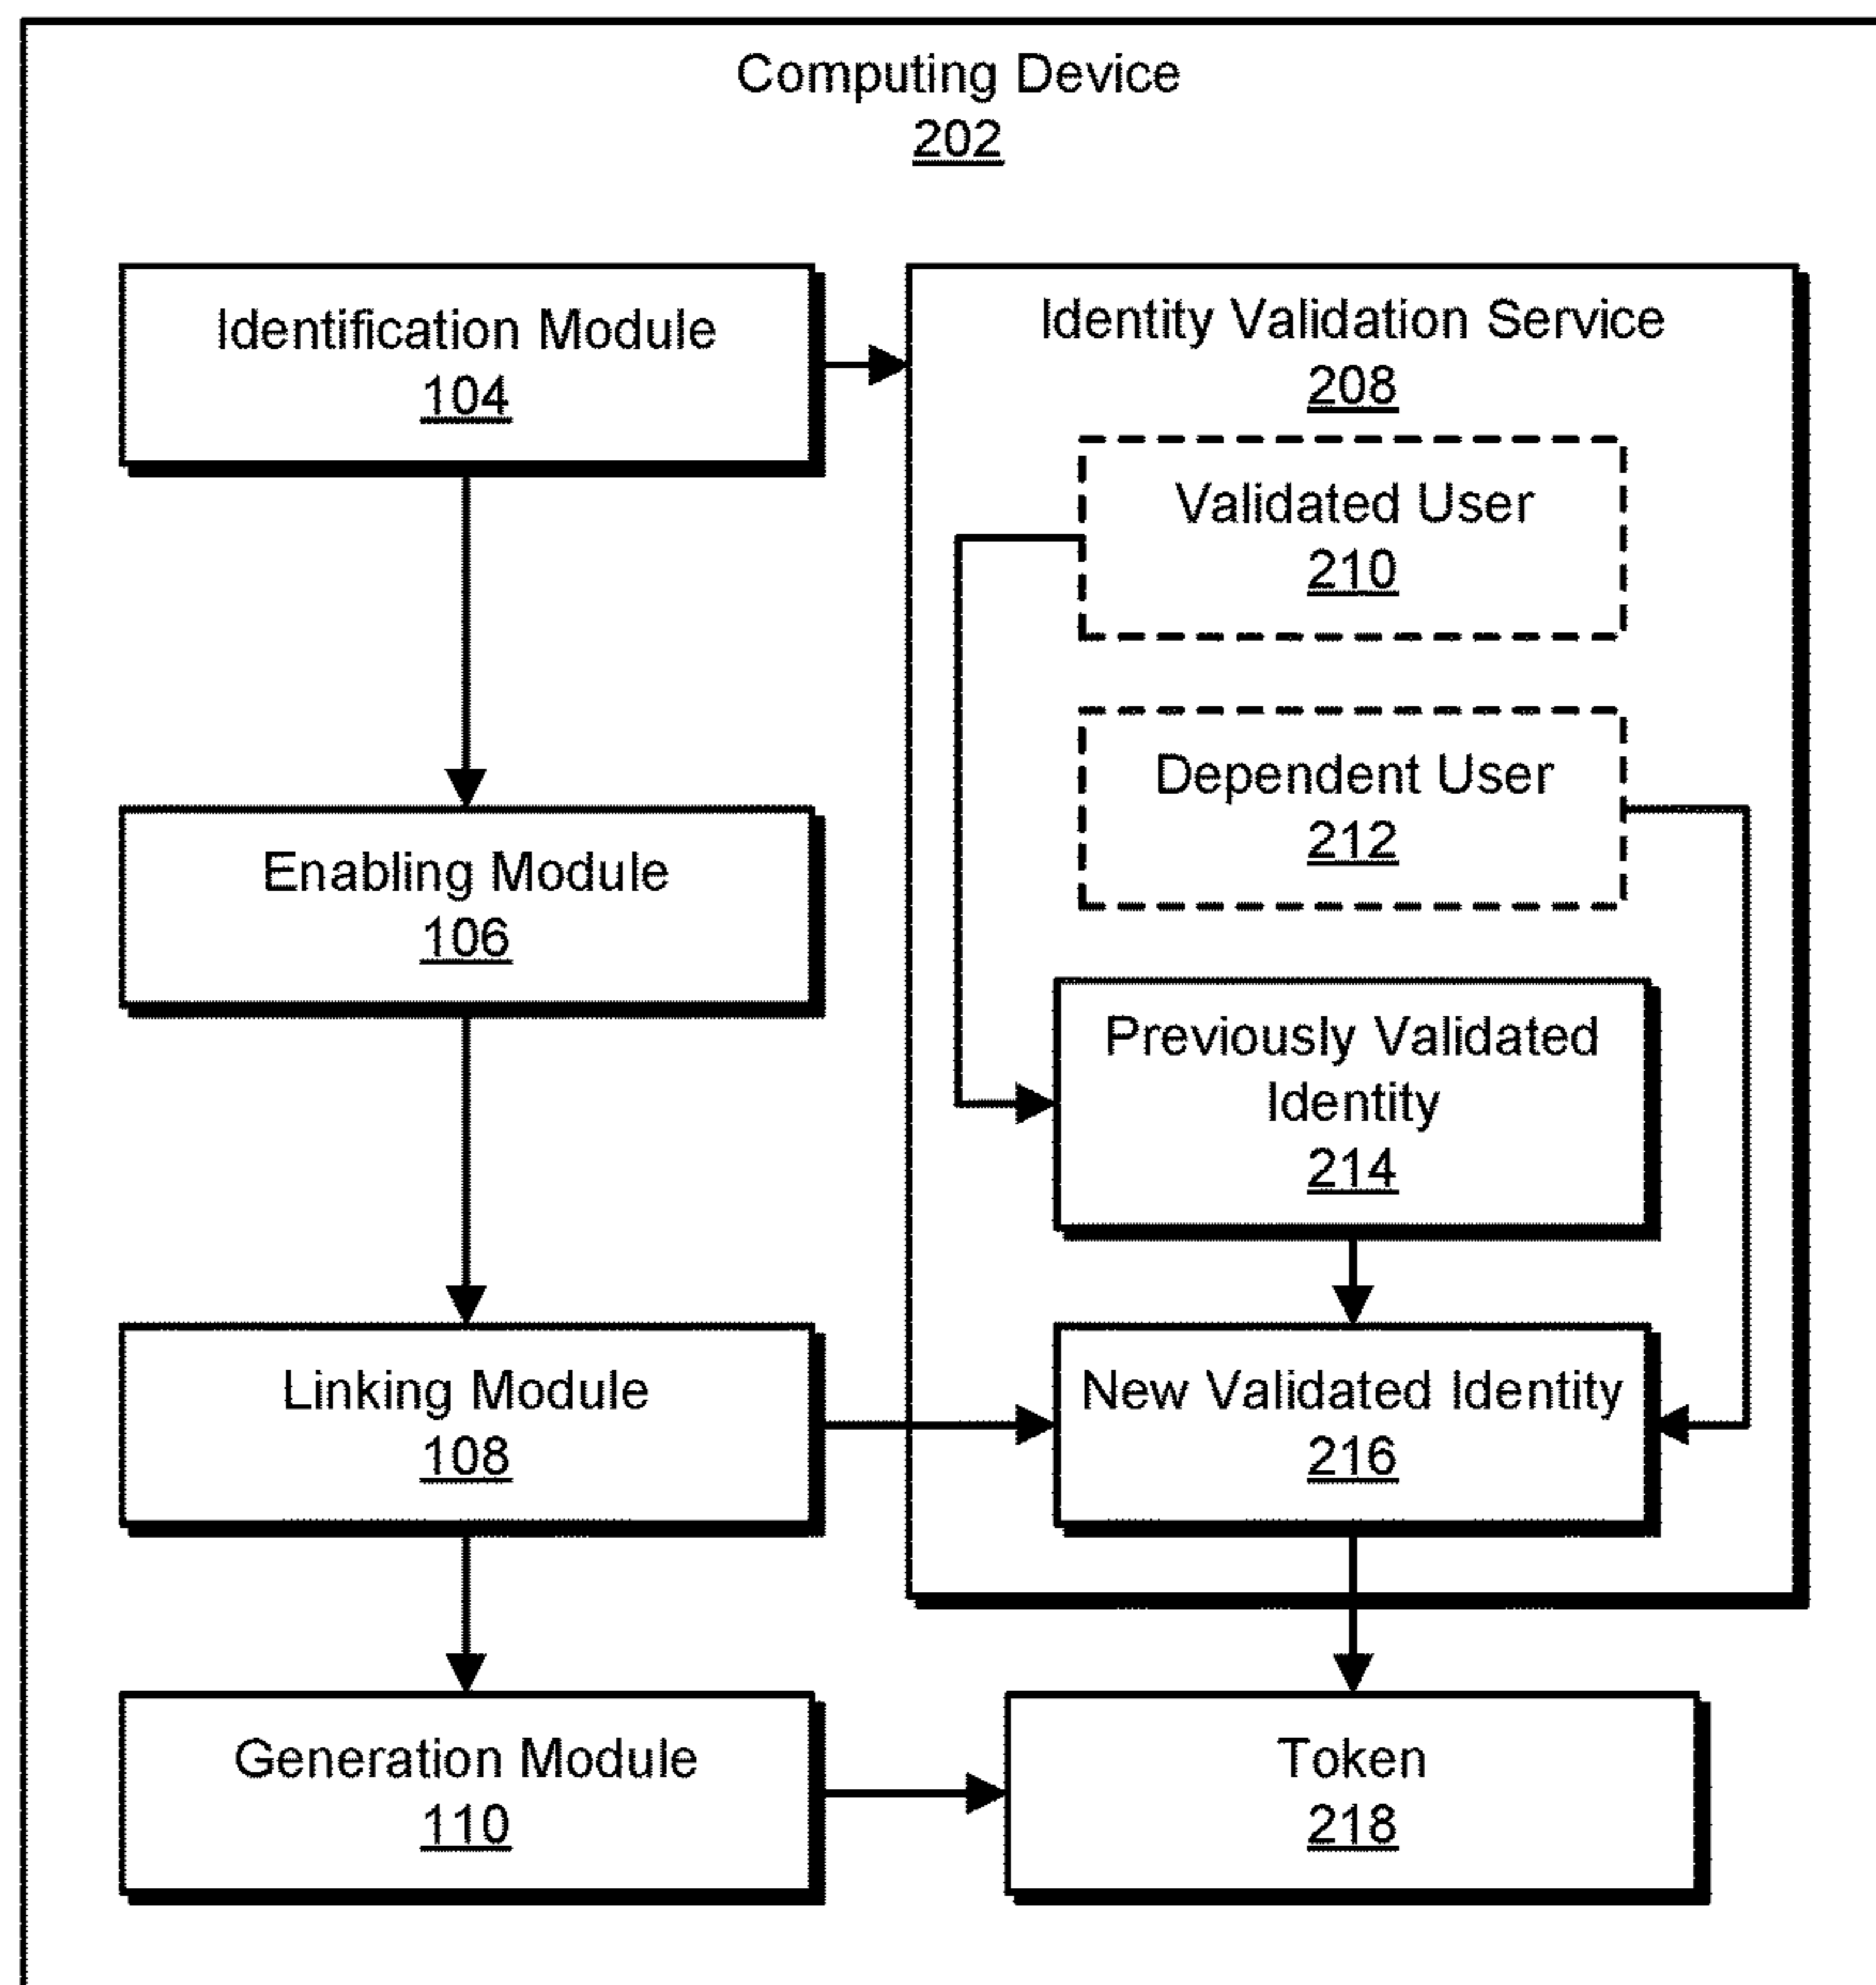 Computing Device
202
Identification Module
104
Identity Validation Service
208
Validated User
210
Dependent User
212
Enabling Module
106
Previously Validated
Identity
214
Linking Module
108
New Validated Identity
216
Generation Module
110
Token
218